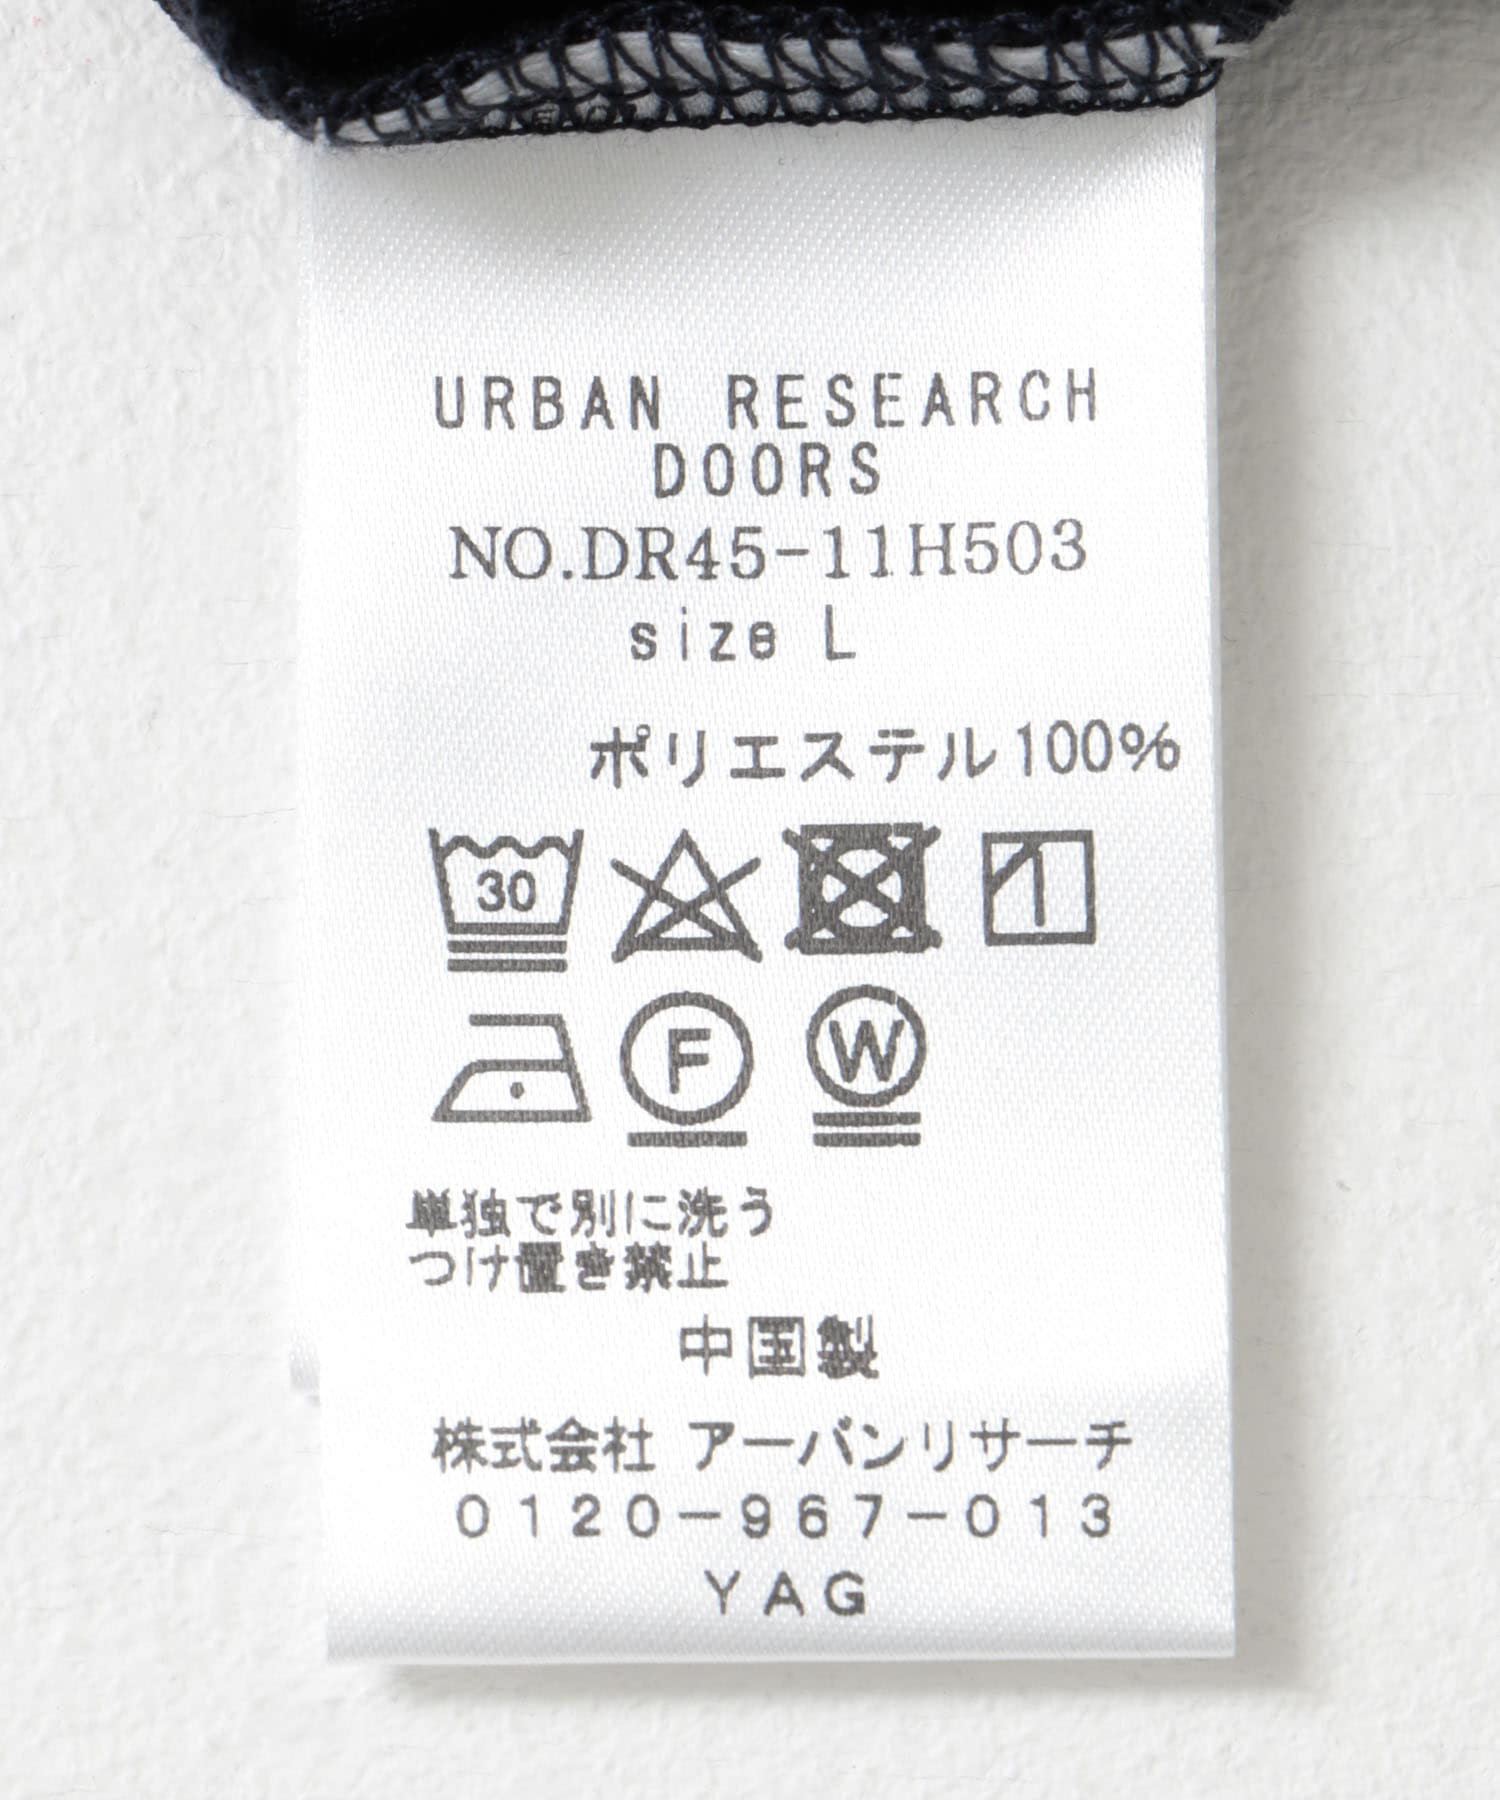 URBAN RESEARCH
DOORS
NO.DR45-11H503
size L
ポリエステル100%
30
F W
単独で別に洗う
つけ置き禁止
中国製
株式会社 アーバンリサーチ
0120-967-013
YAG